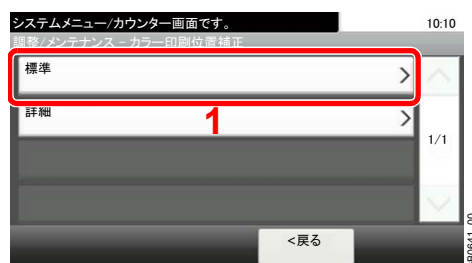 システムメニュー/カウンター画面です。
10:10
調整/メンテナンス - カラー印刷位置補正
標準
詳細
1
1/1
<戻る
B0641_00